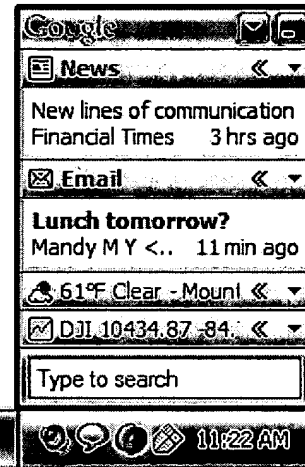 Google
News
New lines of communication
Financial Times 3 hrs ago
Email
Lunch tomorrow?
Mandy M Y <.. 11 min ago
61°F Clear - Mount
DJI 10434.87 -84.
Type to search
11:22 AM